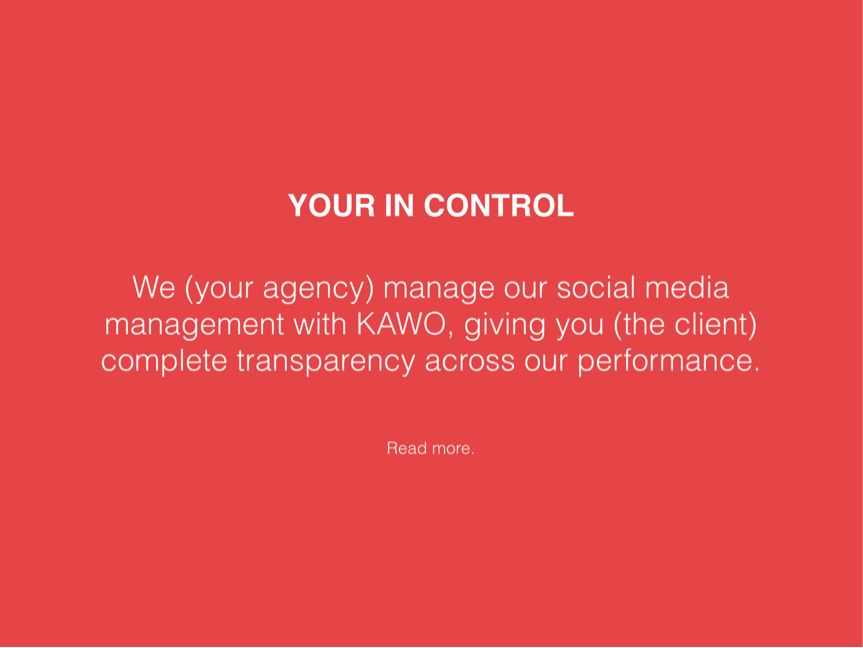 YOUR IN CONTROL
We (your agency) manage our social media
management with KAWO, giving you (the client)
complete transparency across our performance.
Read more.